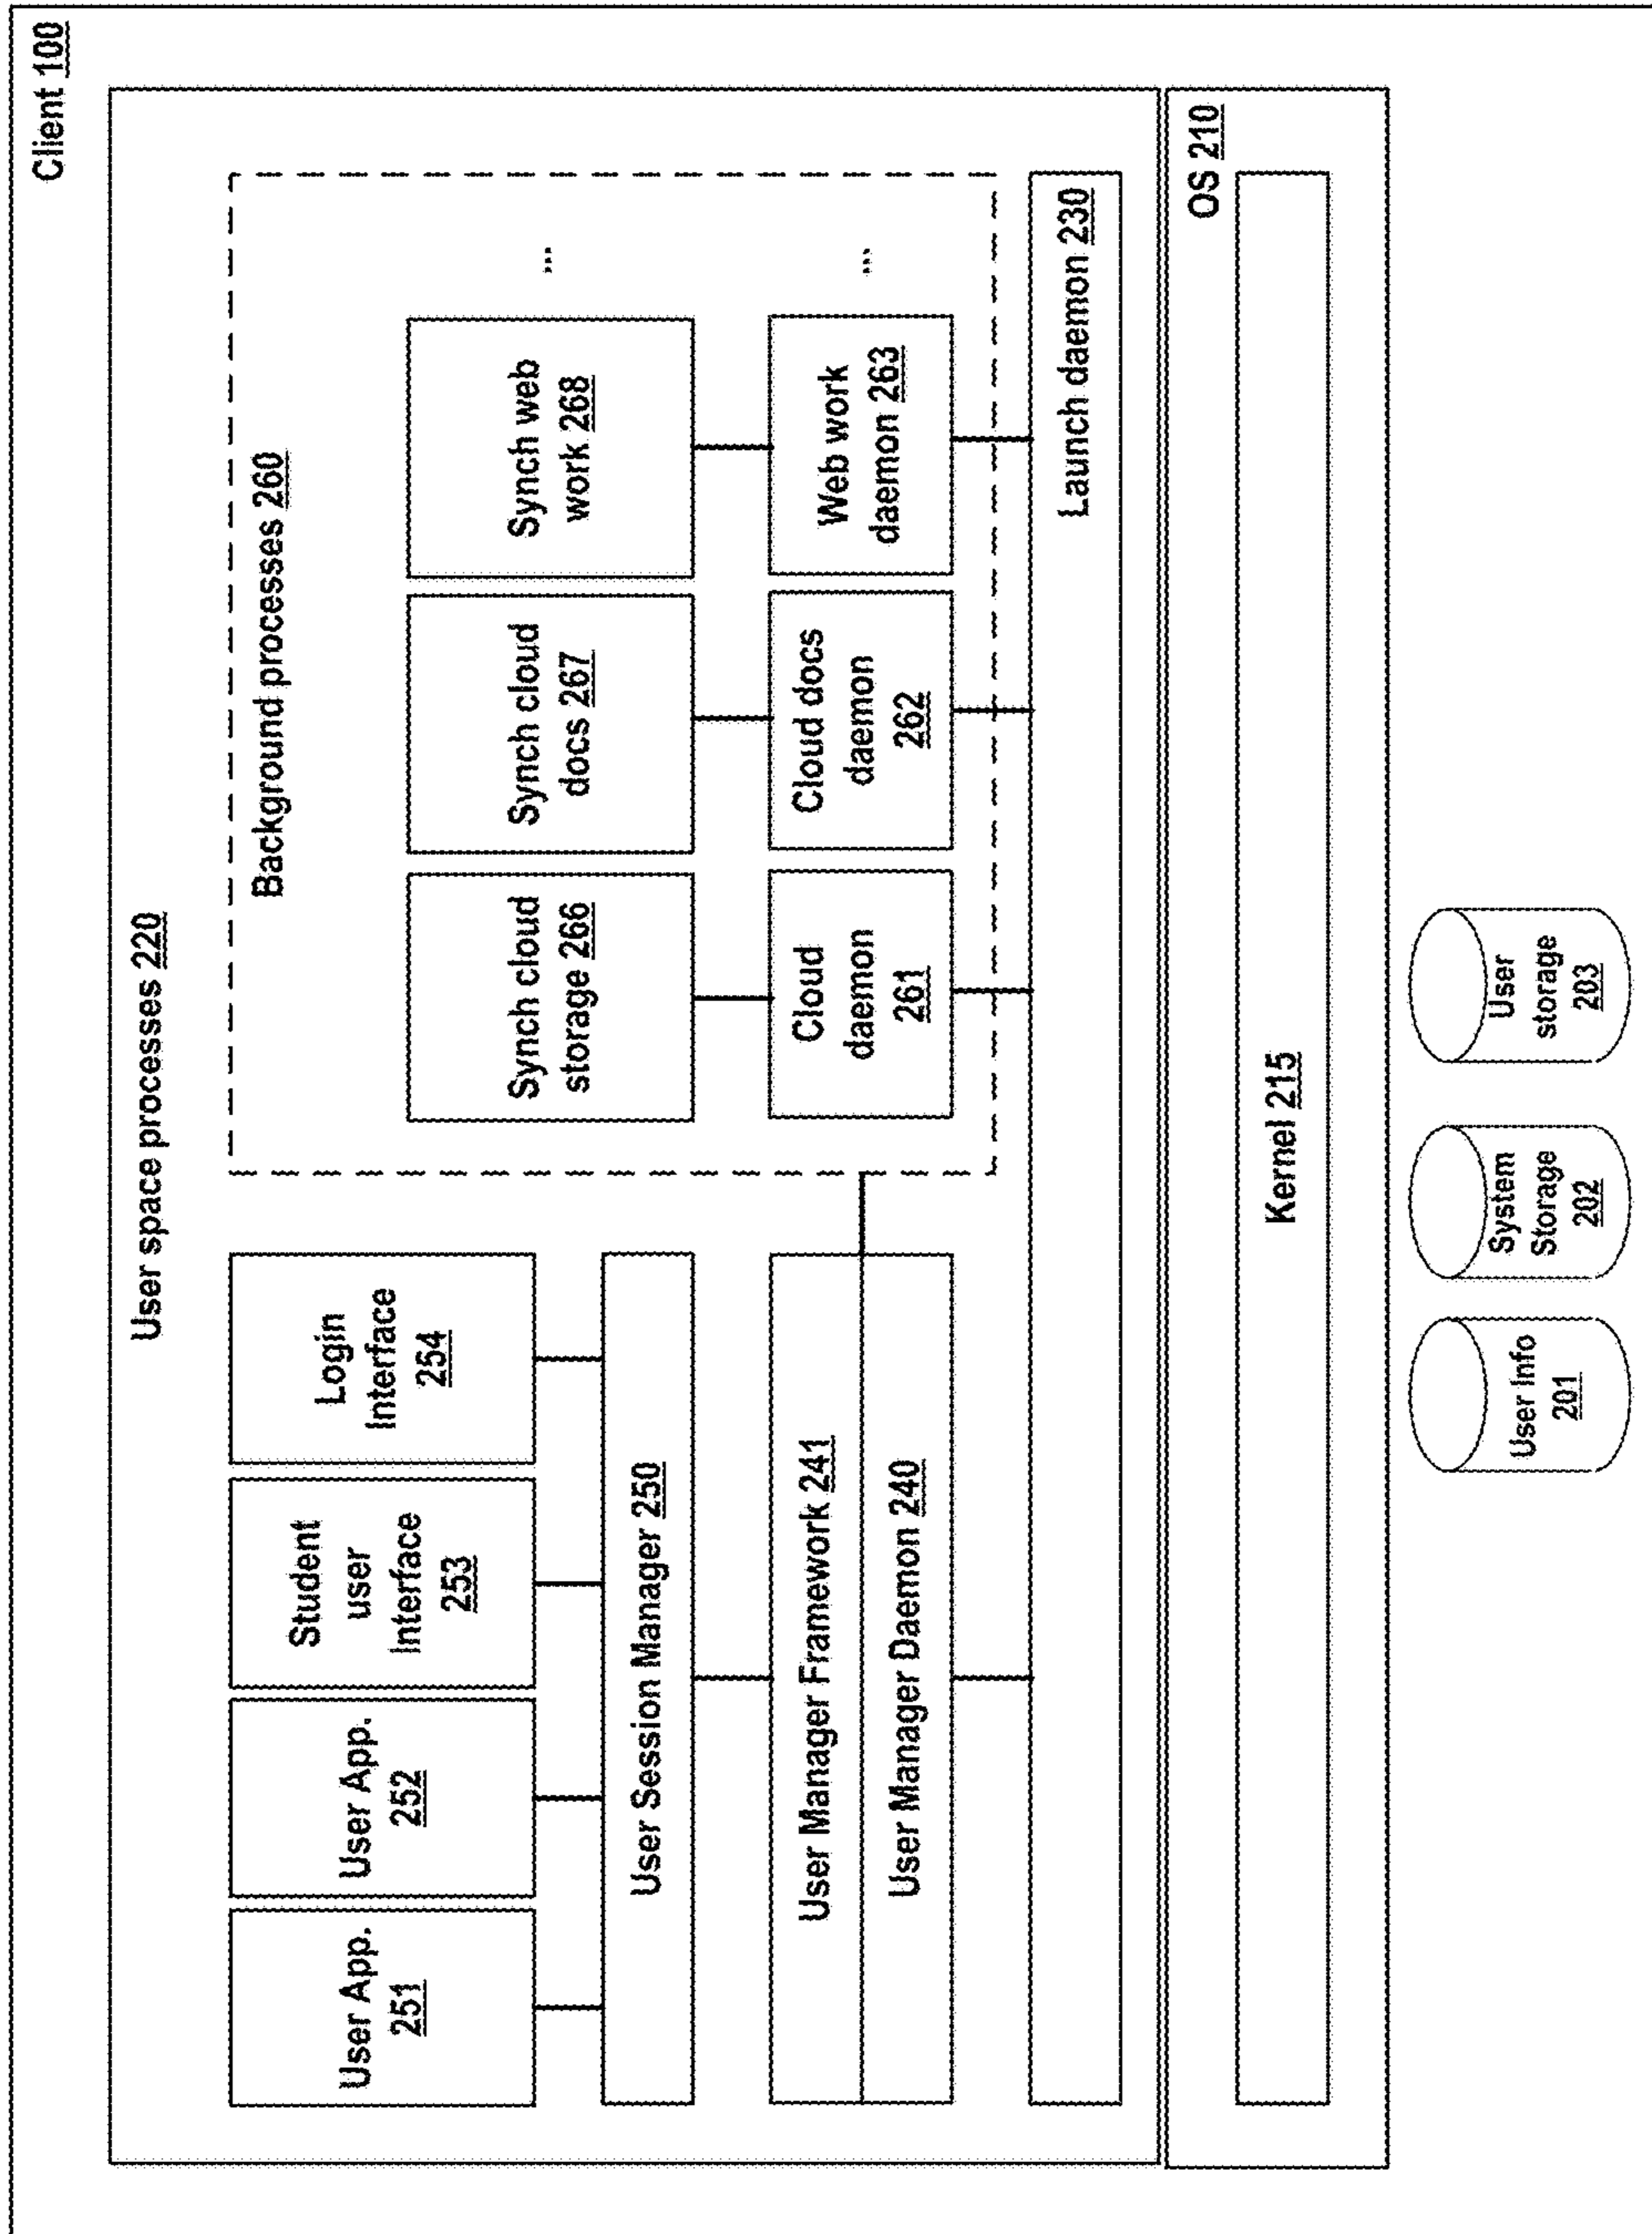 Client 100
User space processes 220
User App.
251
User App.
252
Student
user
Interface
253
Login
Interface
254
Background processes 260
Synch cloud
storage 266
Synch cloud
docs 267
Synch web
work 268
...
User Session Manager 250
User Manager Framework 241
User Manager Daemon 240
Cloud
daemon
261
Cloud docs
daemon
262
Web work
daemon 263
...
Launch daemon 230
OS 210
Kernel 215
User Info
201
System
Storage
202
User
storage
203